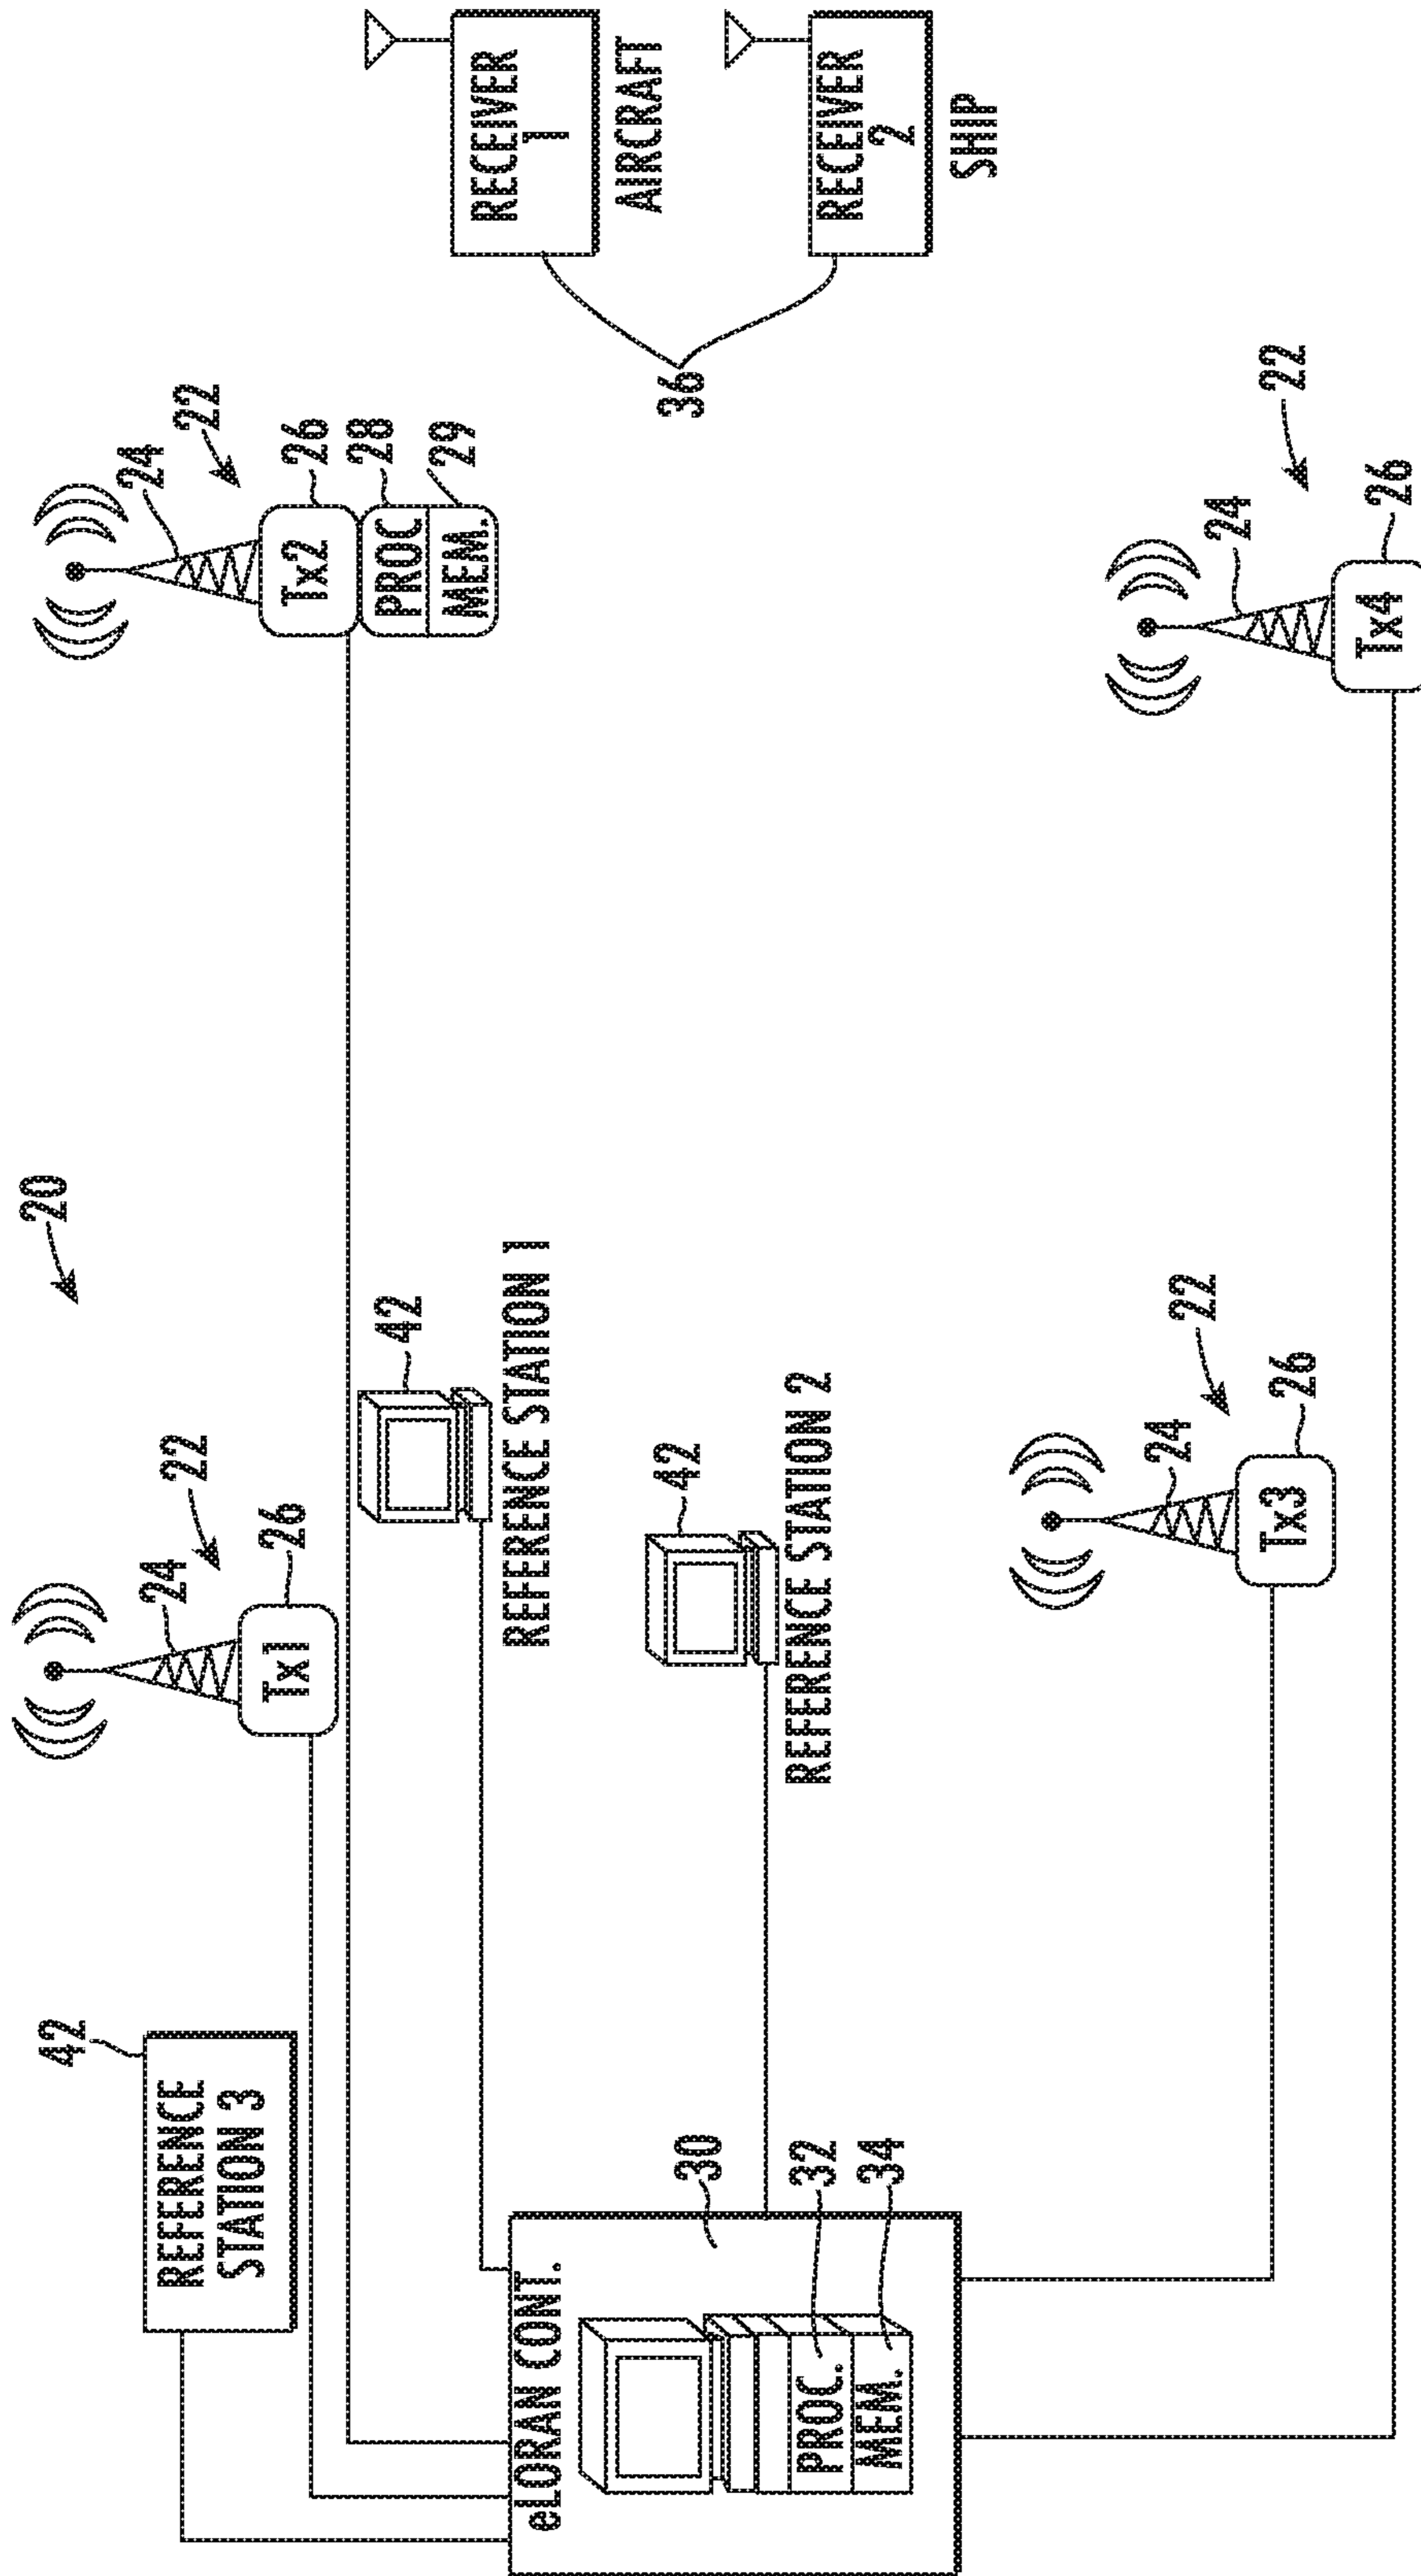 20
42
REFERENCE
STATION 3
24
22
26
Tx1
24
22
26
Tx2
28
PROC
29
MEM.
RECEIVER
1
AIRCRAFT
36
RECEIVER
2
SHIP
42
REFERENCE STATION 1
42
REFERENCE STATION 2
eLORAN CONT.
30
32
PROC.
34
MEM.
24
22
26
Tx3
24
22
26
Tx4